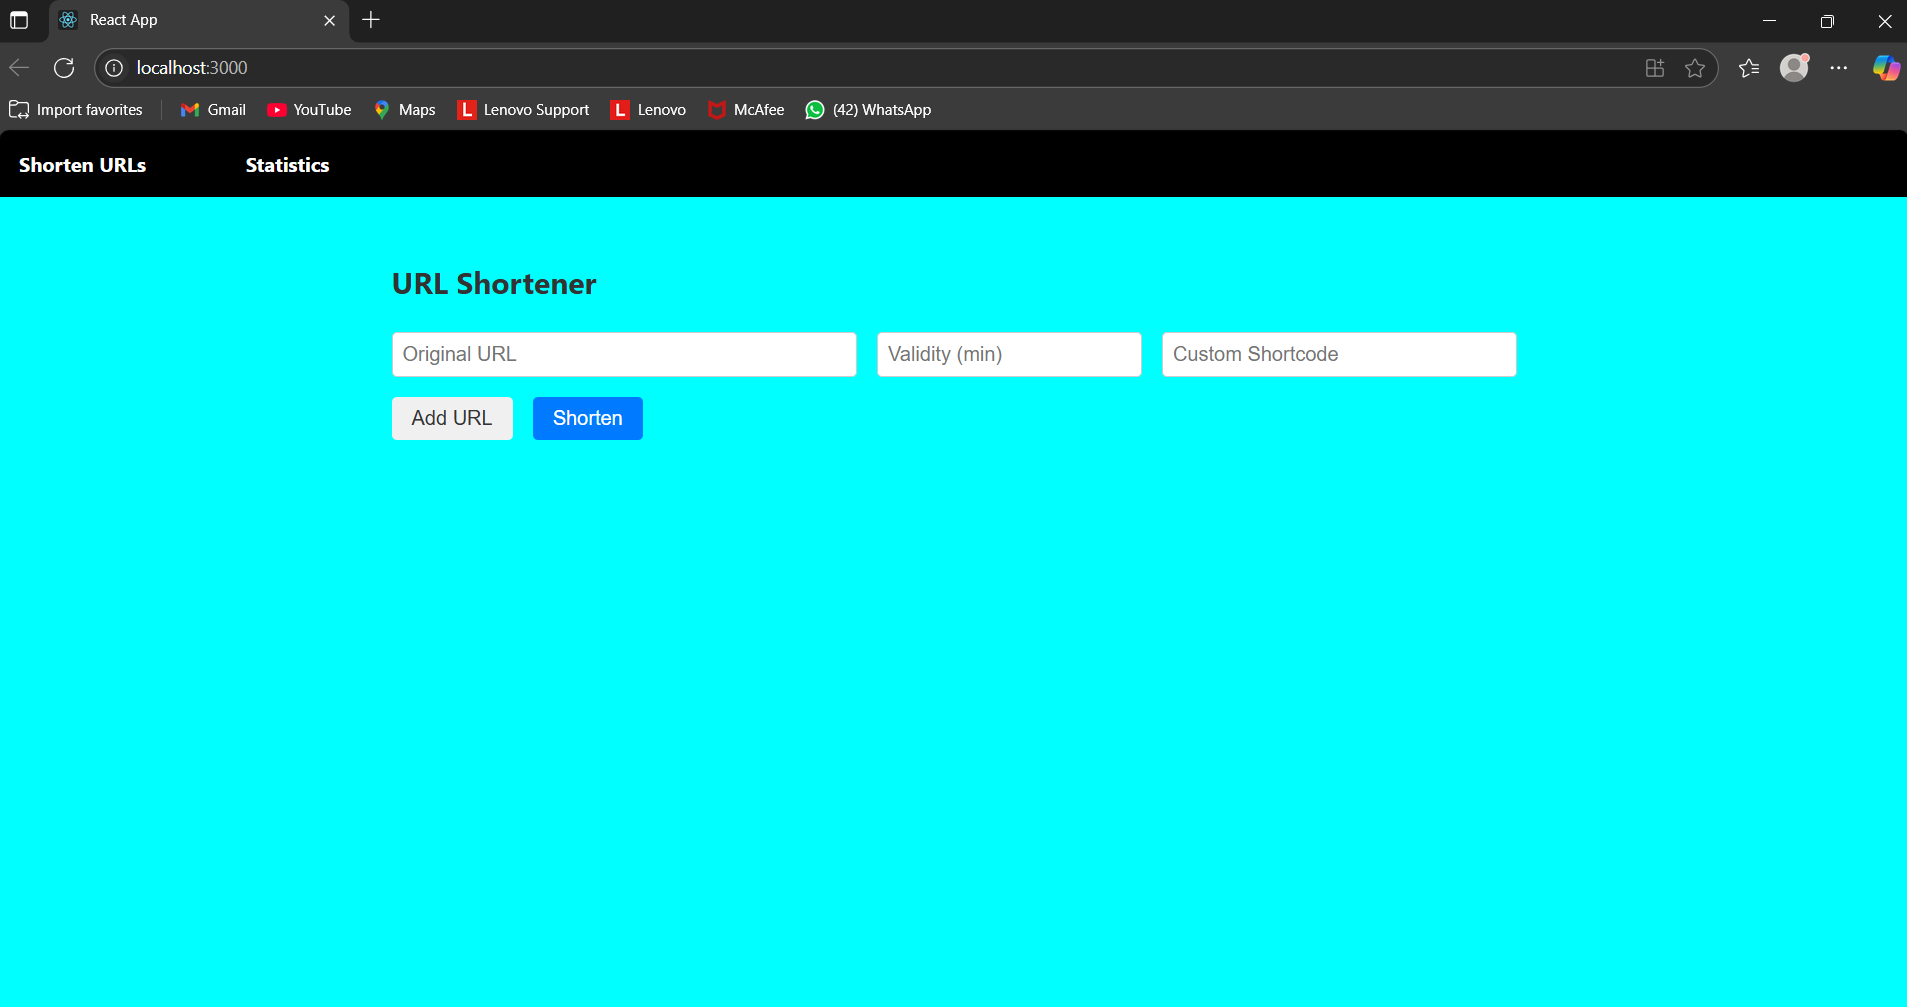 React App
localhost:3000
Import favorites Gmail YouTube Maps L Lenovo Support L Lenovo McAfee (42) WhatsApp
Shorten URLs Statistics
URL Shortener
Original URL Validity (min) Custom Shortcode
Add URL Shorten